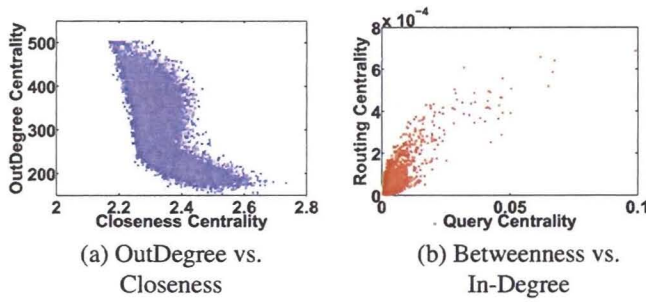 OutDegree Centrality
500
400
300
200
2
2.2
2.4
2.6
2.8
Closeness Centrality
(a) OutDegree vs.
Closeness
8 x 10^-4
Routing Centrality
6
4
2
0
0
0.05
0.1
Query Centrality
(b) Betweenness vs.
In-Degree